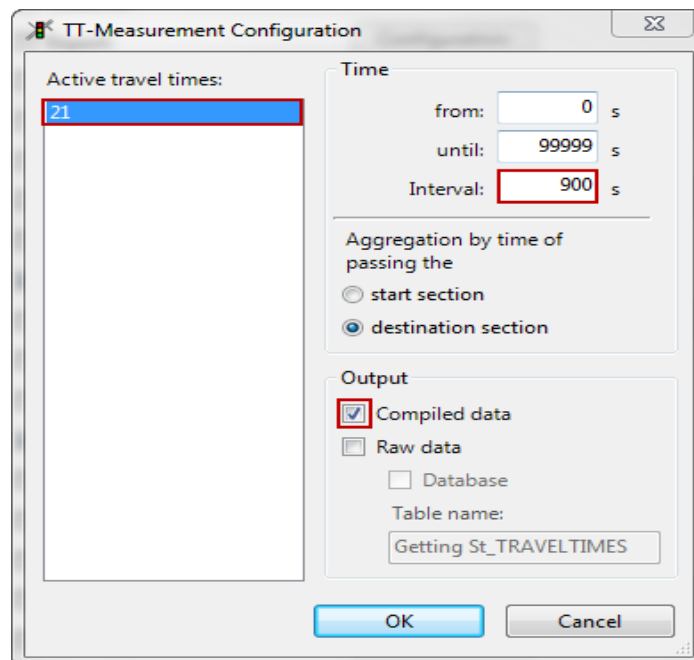 TT-Measurement Configuration
Active travel times:
21
Time
from: 0 s
until: 99999 s
Interval: 900 s
Aggregation by time of
passing the
start section
destination section
Output
Compiled data
Raw data
Database
Table name:
Getting St_TRAVELTIMES
OK Cancel